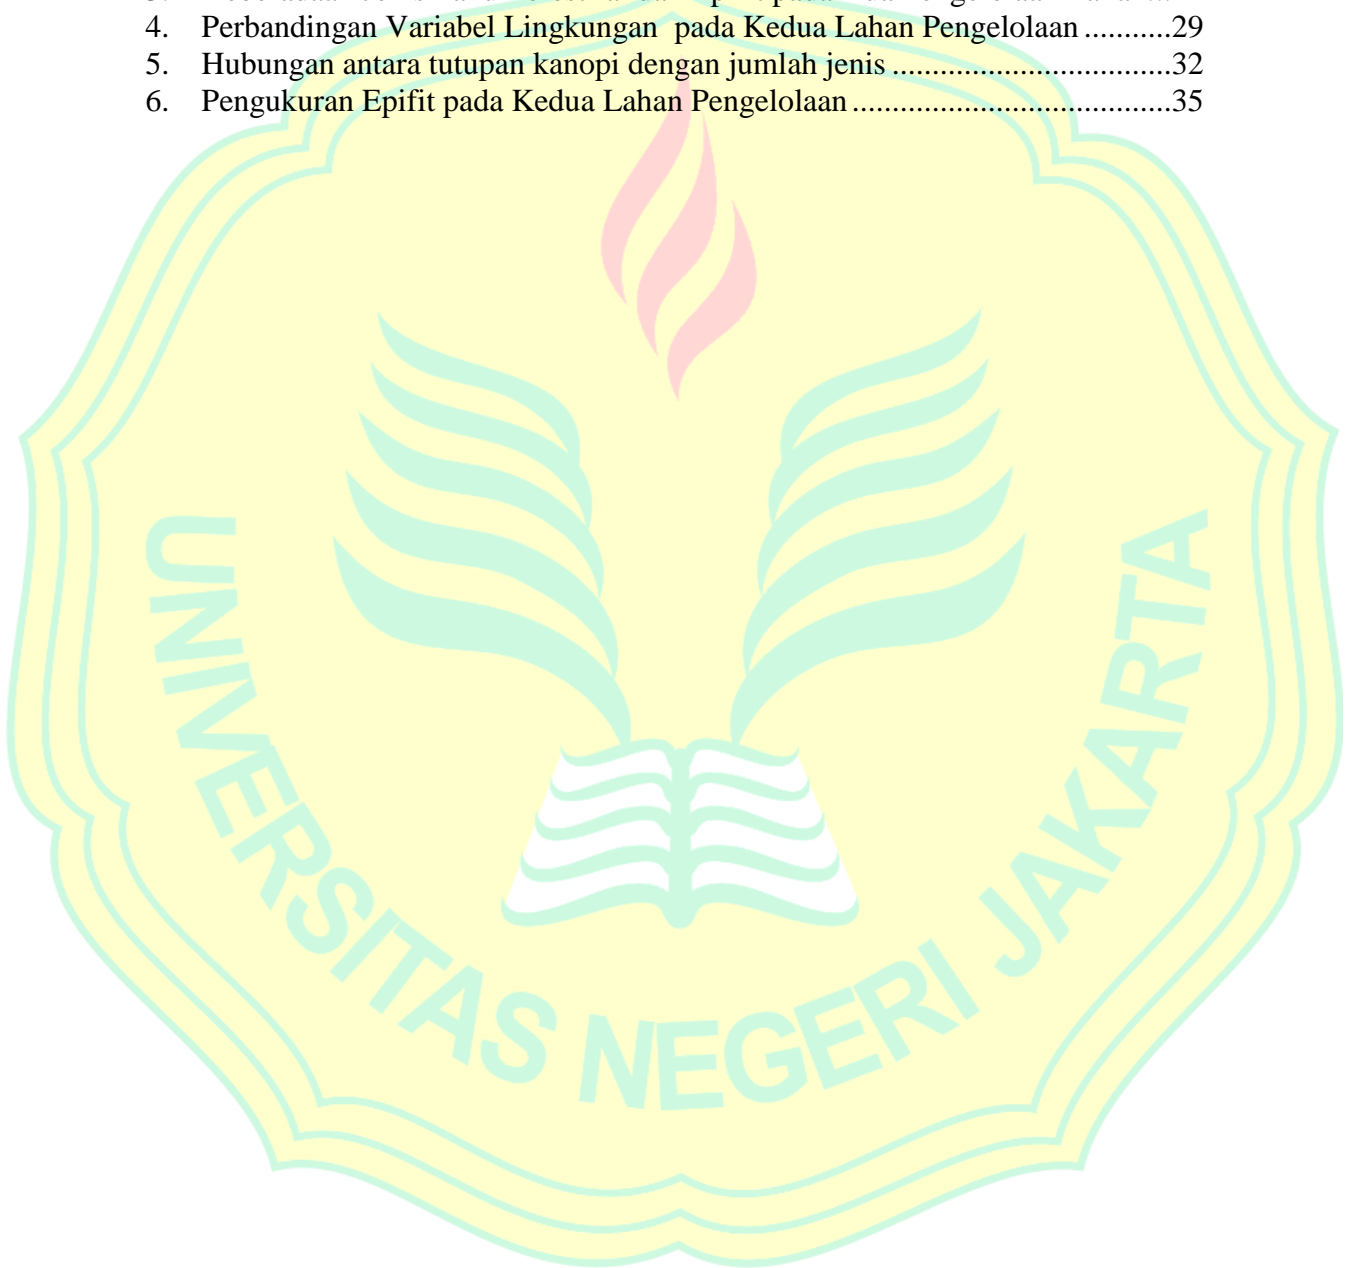 4. Perbandingan Variabel Lingkungan  pada Kedua Lahan Pengelolaan ...........29
5. Hubungan antara tutupan kanopi dengan jumlah jenis ...................................32
6. Pengukuran Epifit pada Kedua Lahan Pengelolaan ........................................35
UNIVERSITAS NEGERI JAKARTA